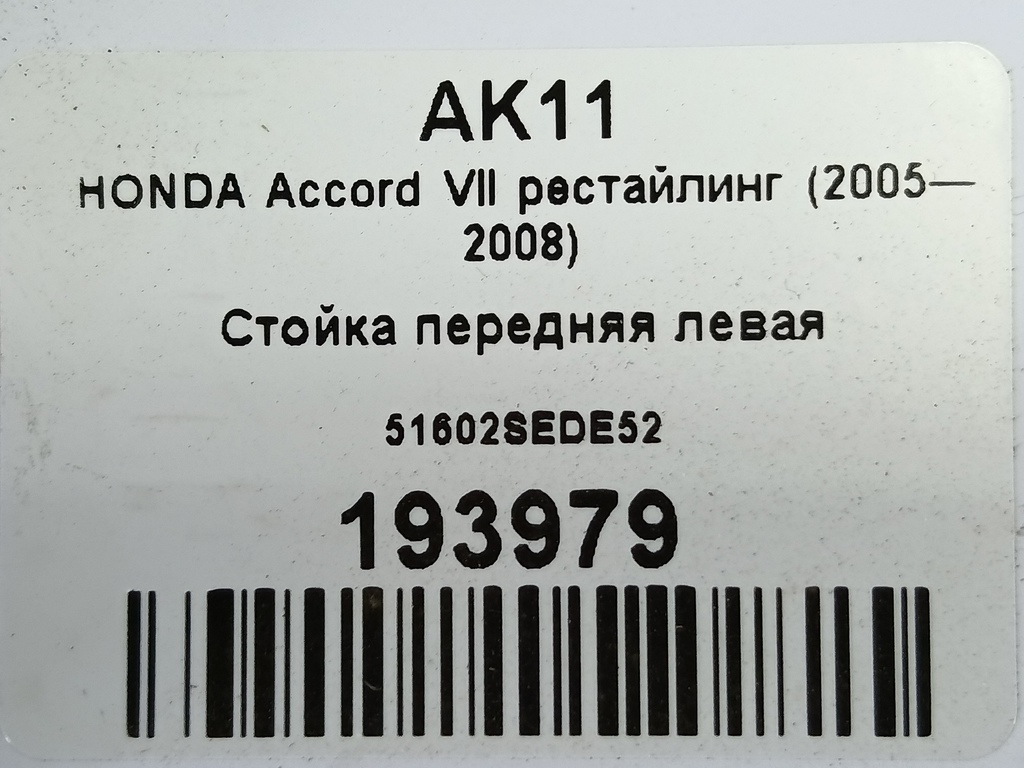 AK11
HONDA Accord VII рестайлинг (2005—
2008)
Стойка передняя левая
51602SEDE52
193979